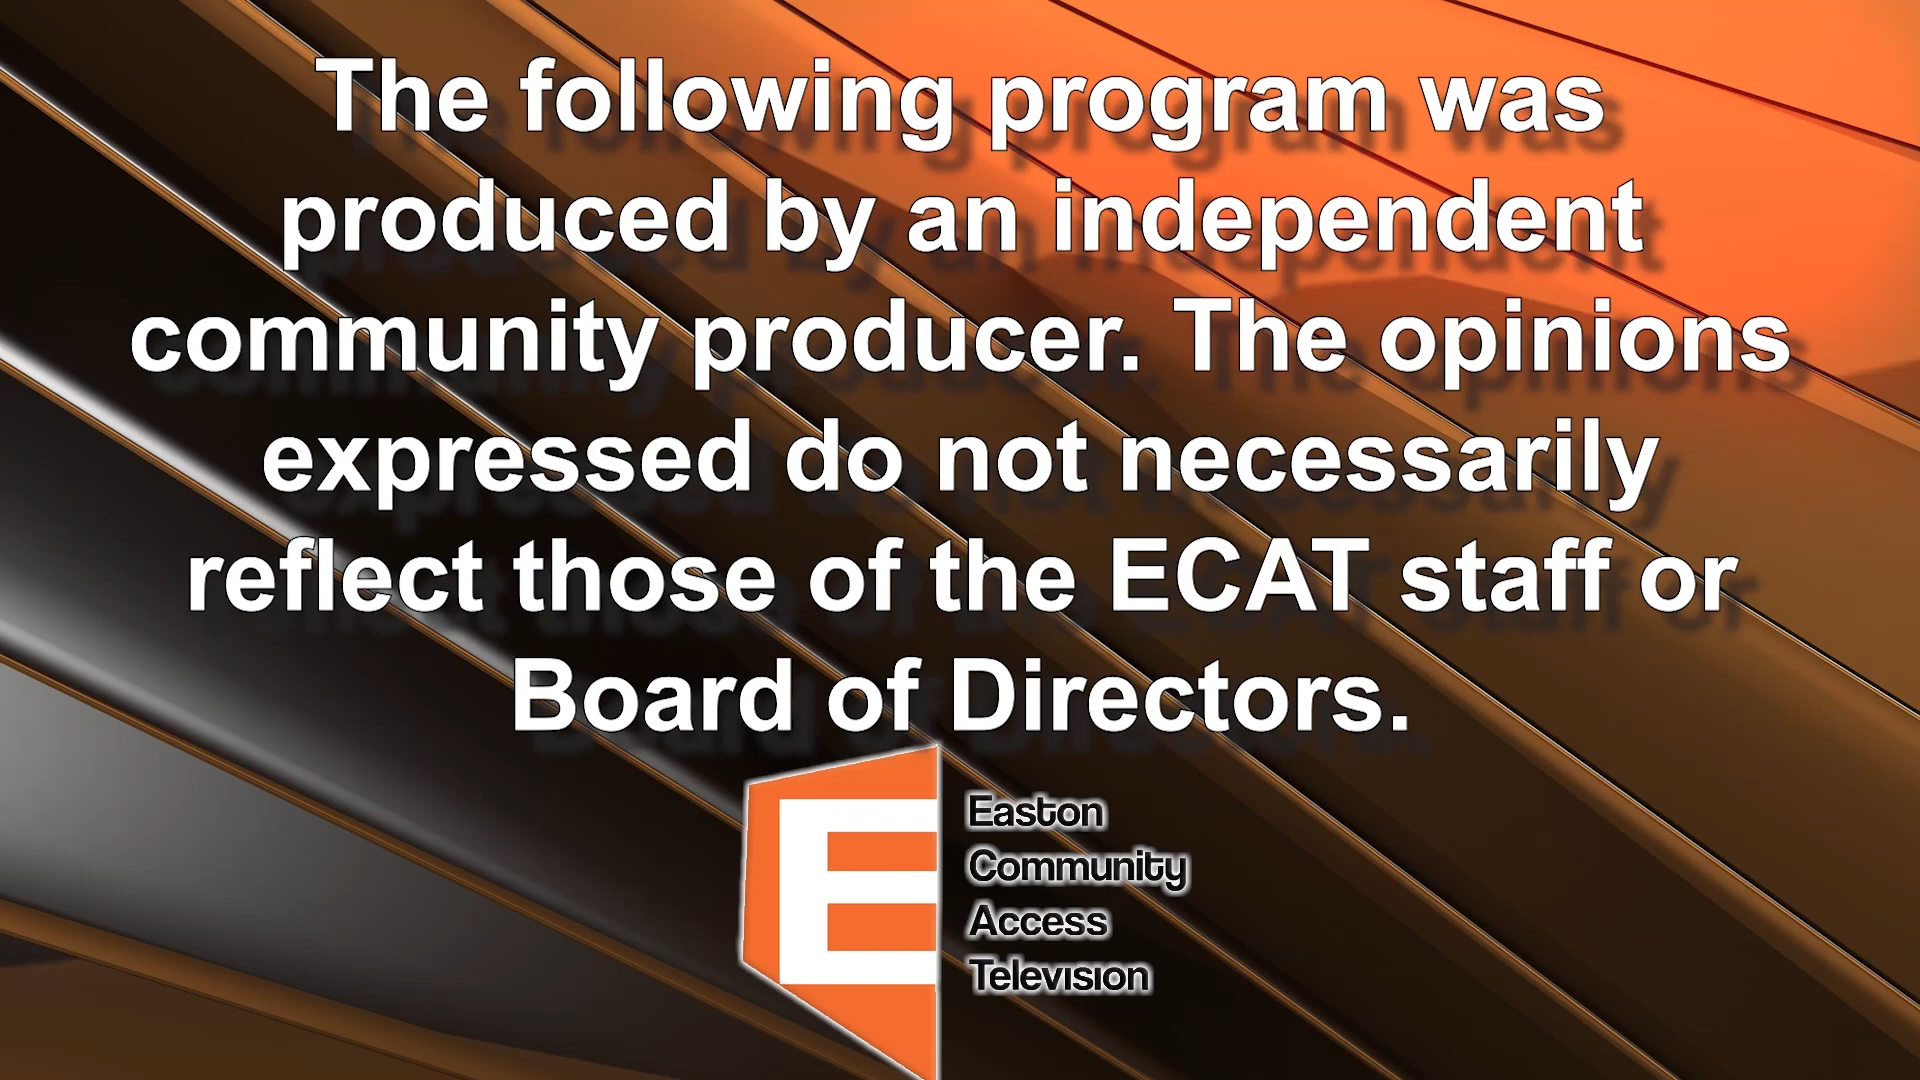 The following program was
produced by an independent
community producer. The opinions
expressed do not necessarily
reflect those of the ECAT staff or
Board of Directors.
E
Easton
Community
Access
Television